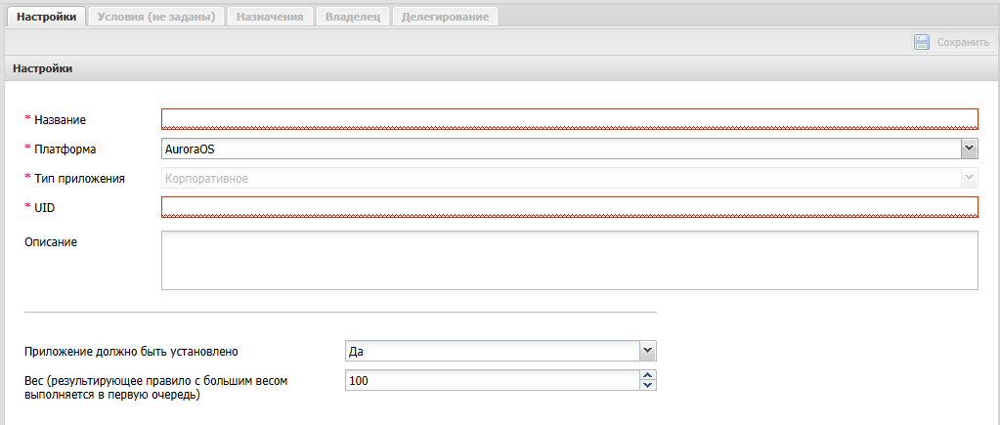 Настройки Условия (не заданы) Назначения Владелец Делегирование
Сохранить
Настройки
* Название
* Платформа AuroraOS
* Тип приложения Корпоративное
* UID
Описание
Приложение должно быть установлено Да
Вес (результирующее правило с большим весом 100
выполняется в первую очередь)